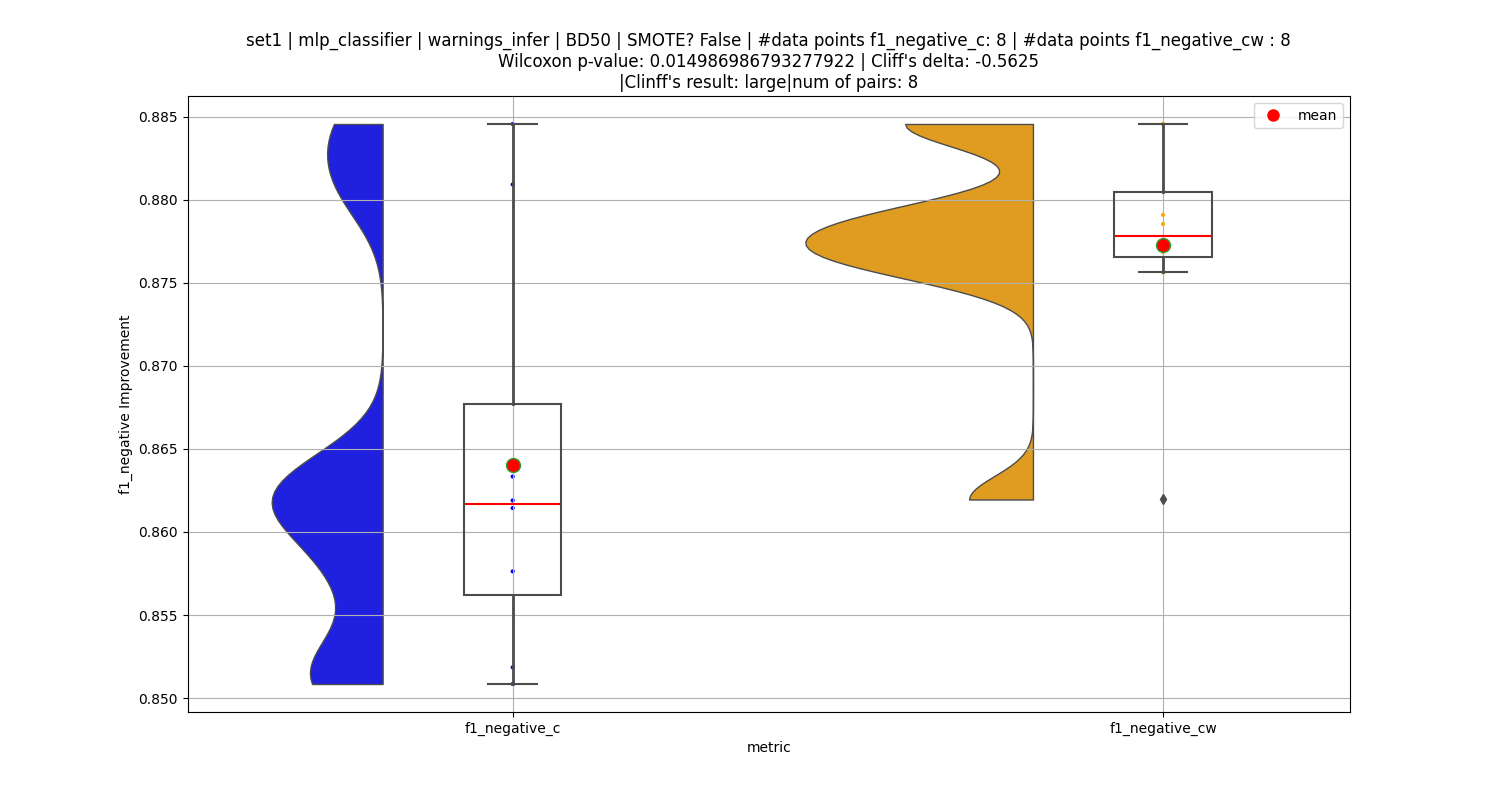 set1 | mlp_classifier | warnings_infer | BD50 | SMOTE? False | #data points f1_negative_c: 8 | #data points f1_negative_cw : 8
Wilcoxon p-value: 0.014986986793277922 | Cliff's delta: -0.5625
|Clinff's result: large|num of pairs: 8
mean
0.885
0.880
0.875
0.870
0.865
0.860
0.855
0.850
f1_negative Improvement
f1_negative_c
f1_negative_cw
metric